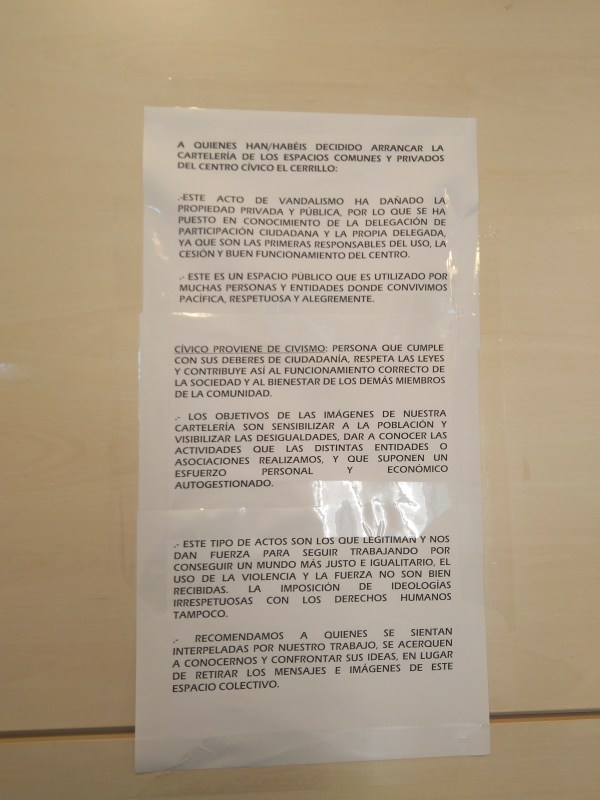 A QUIENES HAN/HABÉIS DECIDIDO ARRANCAR LA
CARTELERÍA DE LOS ESPACIOS COMUNES Y PRIVADOS
DEL CENTRO CÍVICO EL CERRILLO:
.-ESTE ACTO DE VANDALISMO HA DAÑADO LA
PROPIEDAD PRIVADA Y PÚBLICA, POR LO QUE SE HA
PUESTO EN CONOCIMIENTO DE LA DELEGACIÓN DE
PARTICIPACIÓN CIUDADANA Y LA PROPIA DELEGADA,
YA QUE SON LAS PRIMERAS RESPONSABLES DEL USO, LA
CESIÓN Y BUEN FUNCIONAMIENTO DEL CENTRO.
.- ESTE ES UN ESPACIO PÚBLICO QUE ES UTILIZADO POR
MUCHAS PERSONAS Y ENTIDADES DONDE CONVIVIMOS
PACÍFICA, RESPETUOSA Y ALEGREMENTE.
CÍVICO PROVIENE DE CIVISMO: PERSONA QUE CUMPLE
CON SUS DEBERES DE CIUDADANÍA, RESPETA LAS LEYES
Y CONTRIBUYE ASÍ AL FUNCIONAMIENTO CORRECTO DE
LA SOCIEDAD Y AL BIENESTAR DE LOS DEMÁS MIEMBROS
DE LA COMUNIDAD.
.- LOS OBJETIVOS DE LAS IMÁGENES DE NUESTRA
CARTELERÍA SON SENSIBILIZAR A LA POBLACIÓN Y
VISIBILIZAR LAS DESIGUALDADES, DAR A CONOCER LAS
ACTIVIDADES QUE LAS DISTINTAS ENTIDADES O
ASOCIACIONES REALIZAMOS, Y QUE SUPONEN UN
ESFUERZO PERSONAL Y ECONÓMICO
AUTOGESTIONADO.
.- ESTE TIPO DE ACTOS SON LOS QUE LEGITIMAN Y NOS
DAN FUERZA PARA SEGUIR TRABAJANDO POR
CONSEGUIR UN MUNDO MÁS JUSTO E IGUALITARIO, EL
USO DE LA VIOLENCIA Y LA FUERZA NO SON BIEN
RECIBIDAS. LA IMPOSICIÓN DE IDEOLOGÍAS
IRRESPETUOSAS CON LOS DERECHOS HUMANOS
TAMPOCO.
.- RECOMENDAMOS A QUIENES SE SIENTAN
INTERPELADAS POR NUESTRO TRABAJO, SE ACERQUEN
A CONOCERNOS Y CONFRONTAR SUS IDEAS, EN LUGAR
DE RETIRAR LOS MENSAJES E IMÁGENES DE ESTE
ESPACIO COLECTIVO.